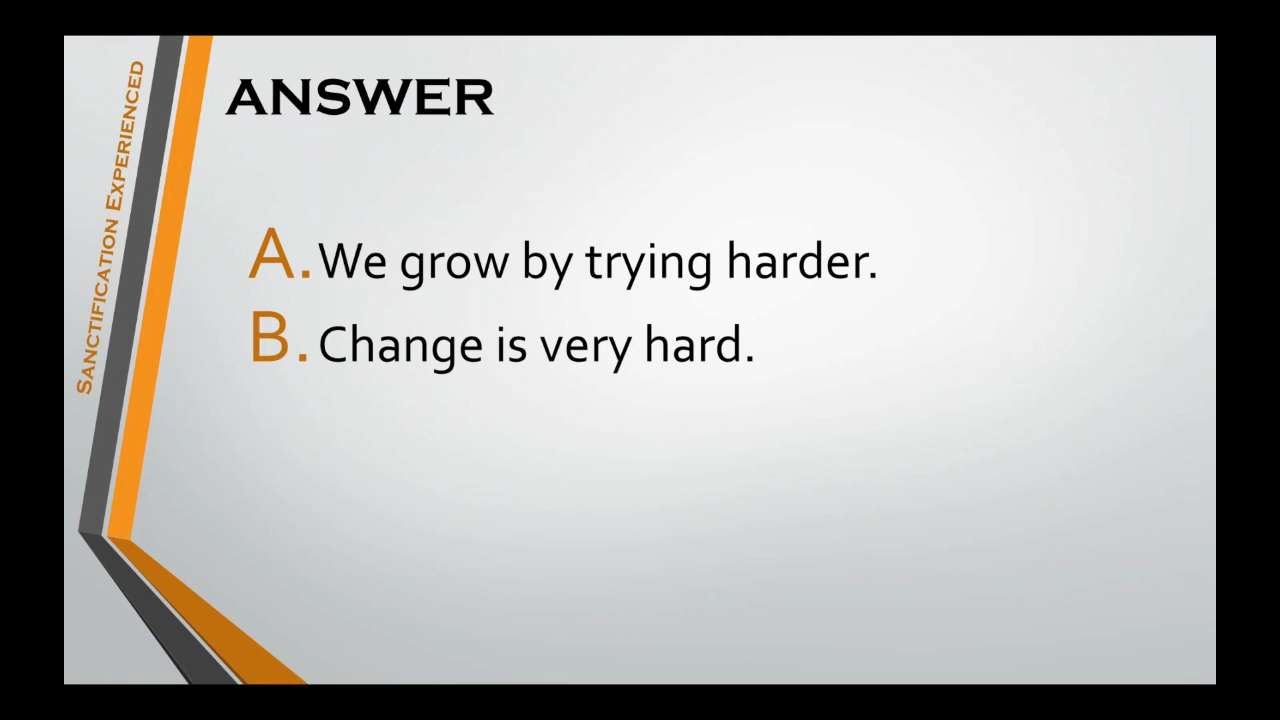 Sanctification Experienced
ANSWER
A. We grow by trying harder.
B. Change is very hard.